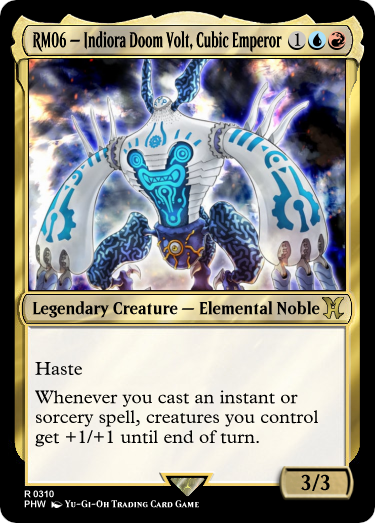 RM06 — Indiora Doom Volt, Cubic Emperor 1
Legendary Creature — Elemental Noble
Haste
Whenever you cast an instant or
sorcery spell, creatures you control
get +1/+1 until end of turn.
3/3
R 0310
PHW Yu-Gi-Oh Trading Card Game